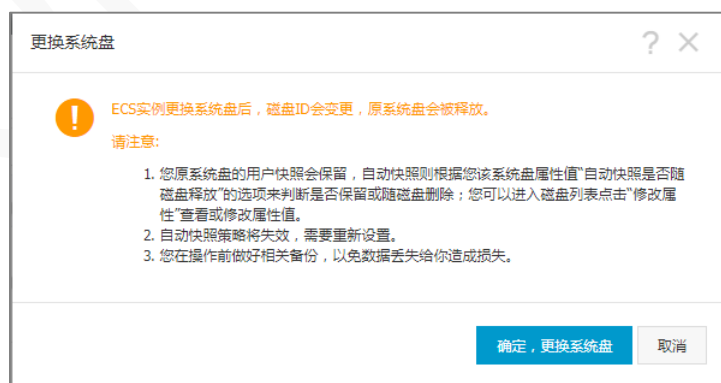 更换系统盘
?
ECS实例更换系统盘后，磁盘ID会变更，原系统盘会被释放。
请注意:
1. 您原系统盘的用户快照会保留，自动快照则根据您该系统盘属性值“自动快照是否随
磁盘释放”的选项来判断是否保留或随磁盘删除；您可以进入磁盘列表点击“修改属
性”查看或修改属性值。
2. 自动快照策略将失效，需要重新设置。
3. 您在操作前做好相关备份，以免数据丢失给你造成损失。
确定，更换系统盘
取消